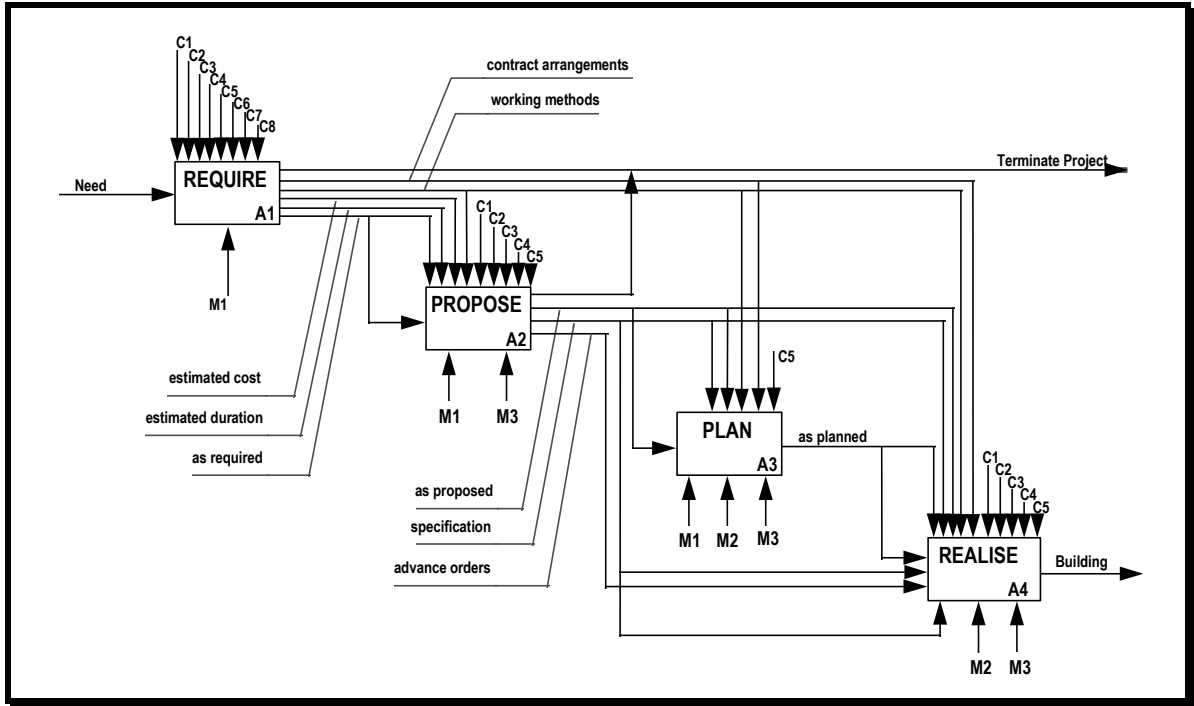 C1
C2
C3
C4
C5
C6
C7
C8
contract arrangements
working methods
Terminate Project
Need
REQUIRE
A1
M1
C1
C2
C3
C4
C5
PROPOSE
A2
M1
M3
estimated cost
estimated duration
as required
C5
PLAN
A3
as planned
M1
M2
M3
as proposed
specification
advance orders
C1
C2
C3
C4
C5
REALISE
A4
Building
M2
M3